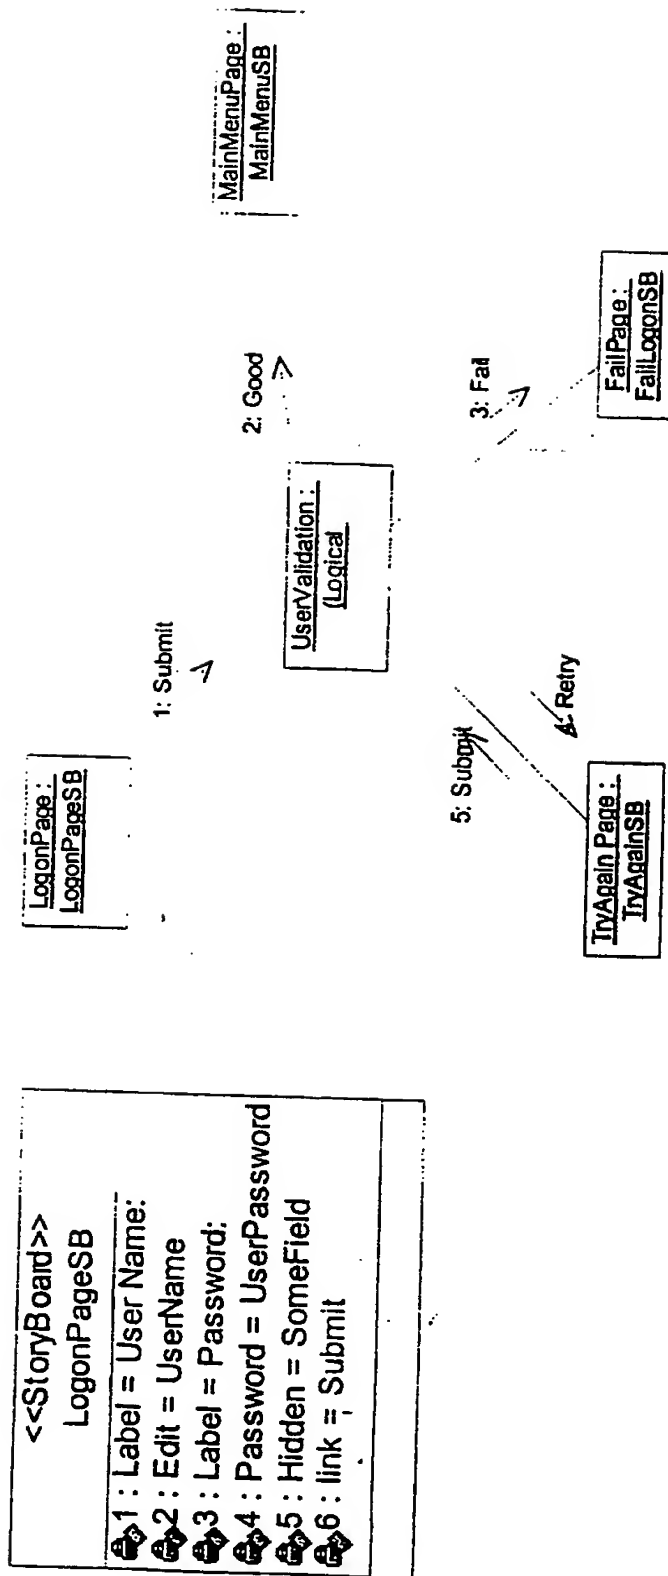 <<StoryBoard>>
LogonPageSB
1 : Label = User Name:
2 : Edit = UserName
3 : Label = Password:
4 : Password = UserPassword
5 : Hidden = SomeField
6 : link = Submit
LogonPage :
LogonPageSB
1: Submit
UserValidation :
(Logical
2: Good
MainMenuPage :
MainMenuSB
3: Fail
FailPage :
FailLogonSB
5: Submit
4: Retry
TryAgain Page :
TryAgainSB